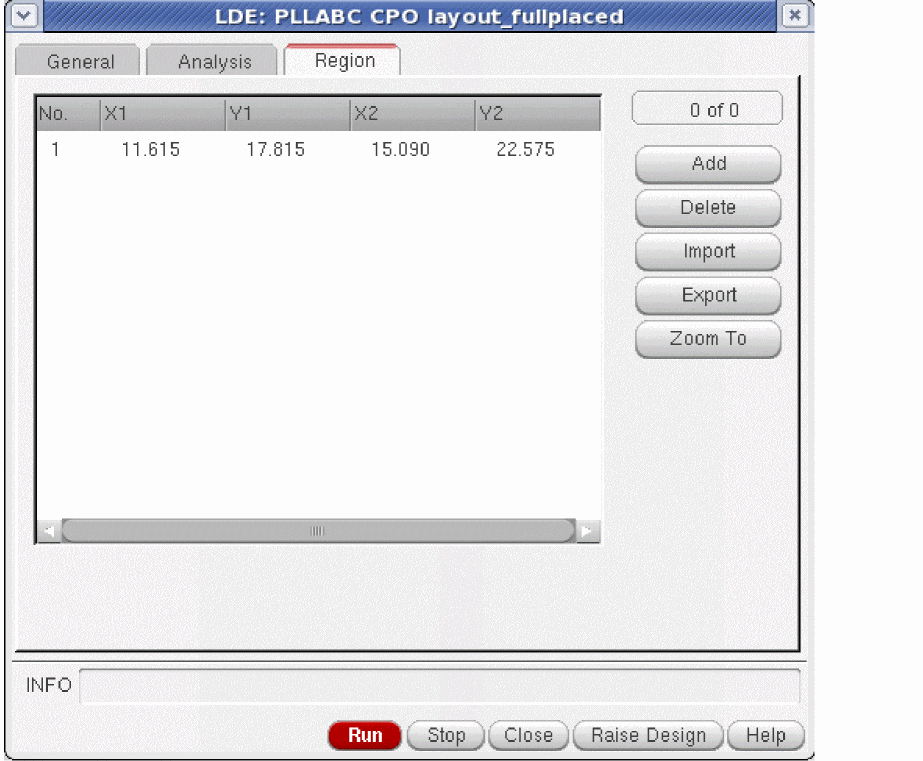 LDE: PLLABC CPO layout_fullplaced
General Analysis Region
No. X1 Y1 X2 Y2
1 11.615 17.815 15.090 22.575
0 of 0
Add
Delete
Import
Export
Zoom To
INFO
Run Stop Close Raise Design Help